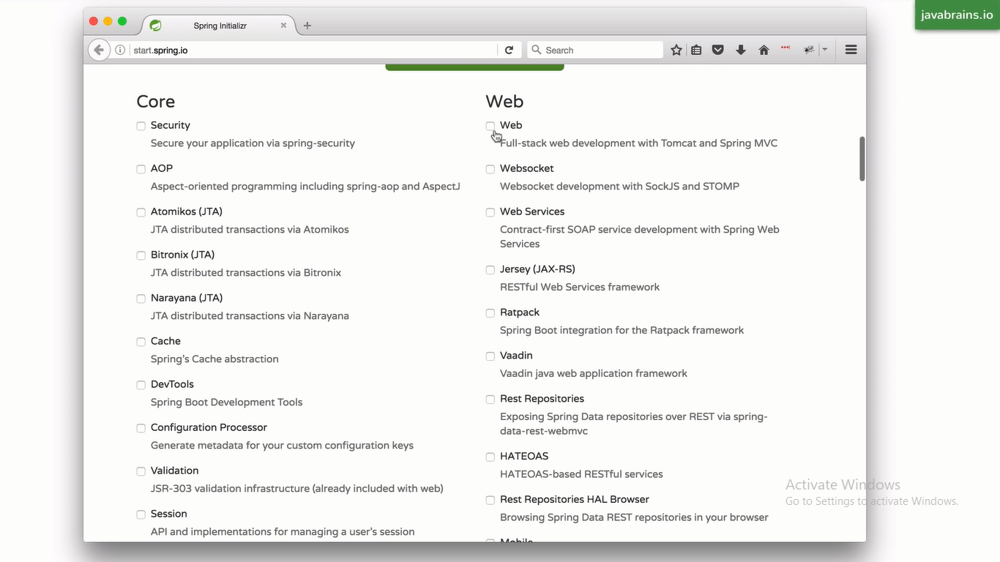 javabrains.io
Spring Initializr
start.spring.io
Search
Core
Security
Secure your application via spring-security
AOP
Aspect-oriented programming including spring-aop and AspectJ
Atomikos (JTA)
JTA distributed transactions via Atomikos
Bitronix (JTA)
JTA distributed transactions via Bitronix
Narayana (JTA)
JTA distributed transactions via Narayana
Cache
Spring's Cache abstraction
DevTools
Spring Boot Development Tools
Configuration Processor
Generate metadata for your custom configuration keys
Validation
JSR-303 validation infrastructure (already included with web)
Session
API and implementations for managing a user's session
Web
Web
Full-stack web development with Tomcat and Spring MVC
Websocket
Websocket development with SockJS and STOMP
Web Services
Contract-first SOAP service development with Spring Web
Services
Jersey (JAX-RS)
RESTful Web Services framework
Ratpack
Spring Boot integration for the Ratpack framework
Vaadin
Vaadin java web application framework
Rest Repositories
Exposing Spring Data repositories over REST via spring-
data-rest-webmvc
HATEOAS
HATEOAS-based RESTful services
Rest Repositories HAL Browser
Browsing Spring Data REST repositories in your browser
Mobile
Activate Windows
Go to Settings to activate Windows.